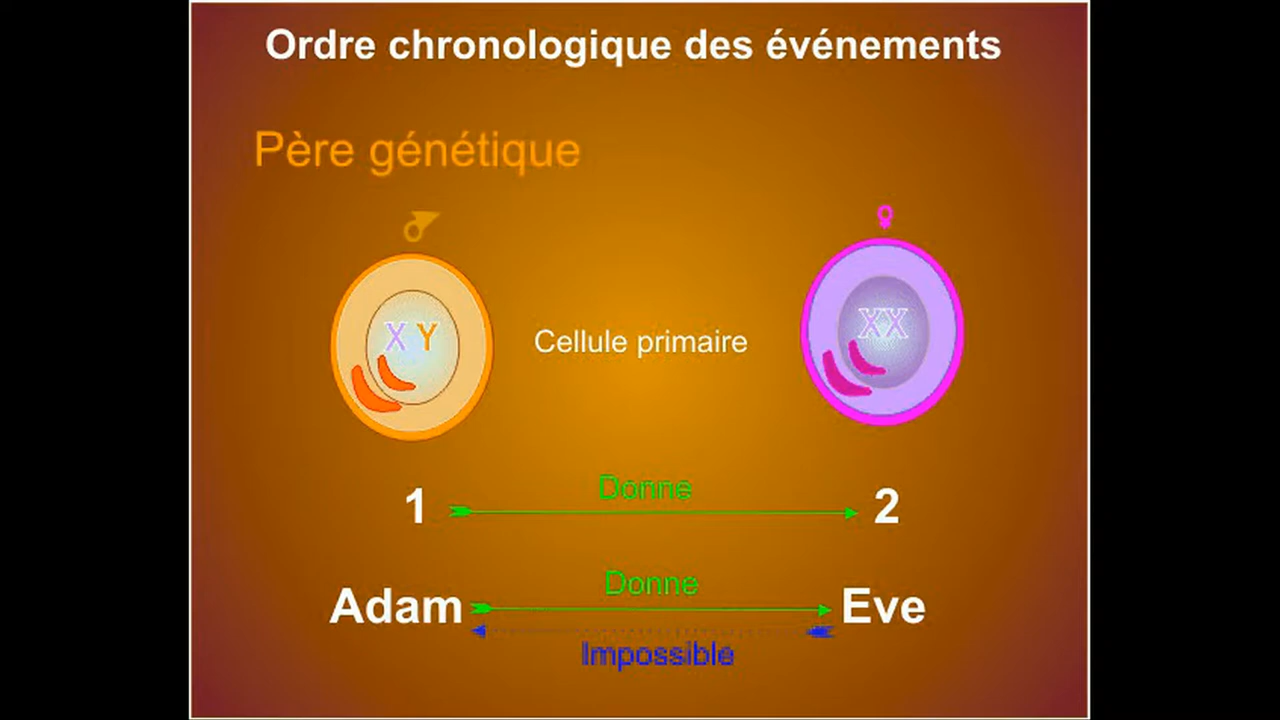 Ordre chronologique des événements
Père génétique
♂
♀
X Y
XX
Cellule primaire
Donne
1
2
Donne
Adam
Eve
Impossible